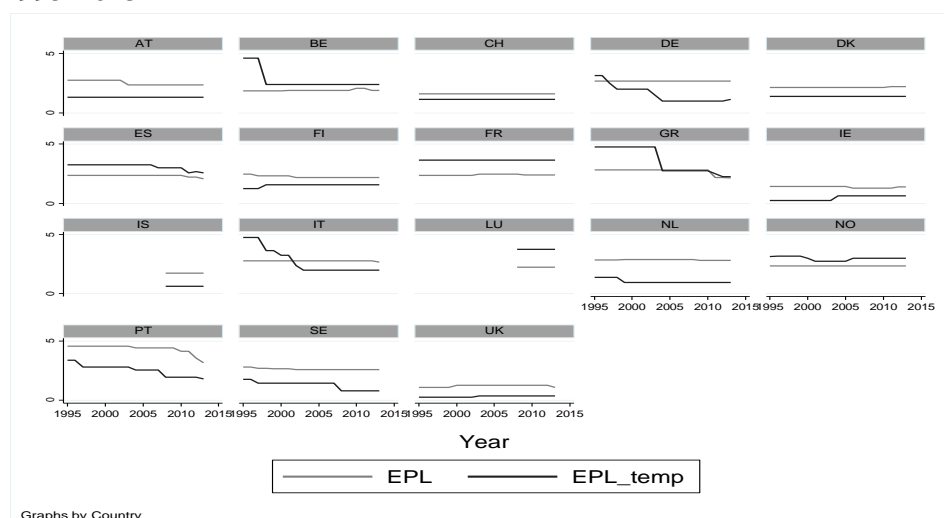 AT BE CH DE DK
5
0
ES FI FR GR IE
5
0
IS IT LU NL NO
5
0
1995 2000 2005 2010 2015 1995 2000 2005 2010 2015
PT SE UK
5
0
1995 2000 2005 2010 2015 1995 2000 2005 2010 2015 1995 2000 2005 2010 2015
Year
EPL EPL_temp
Graphs by Country